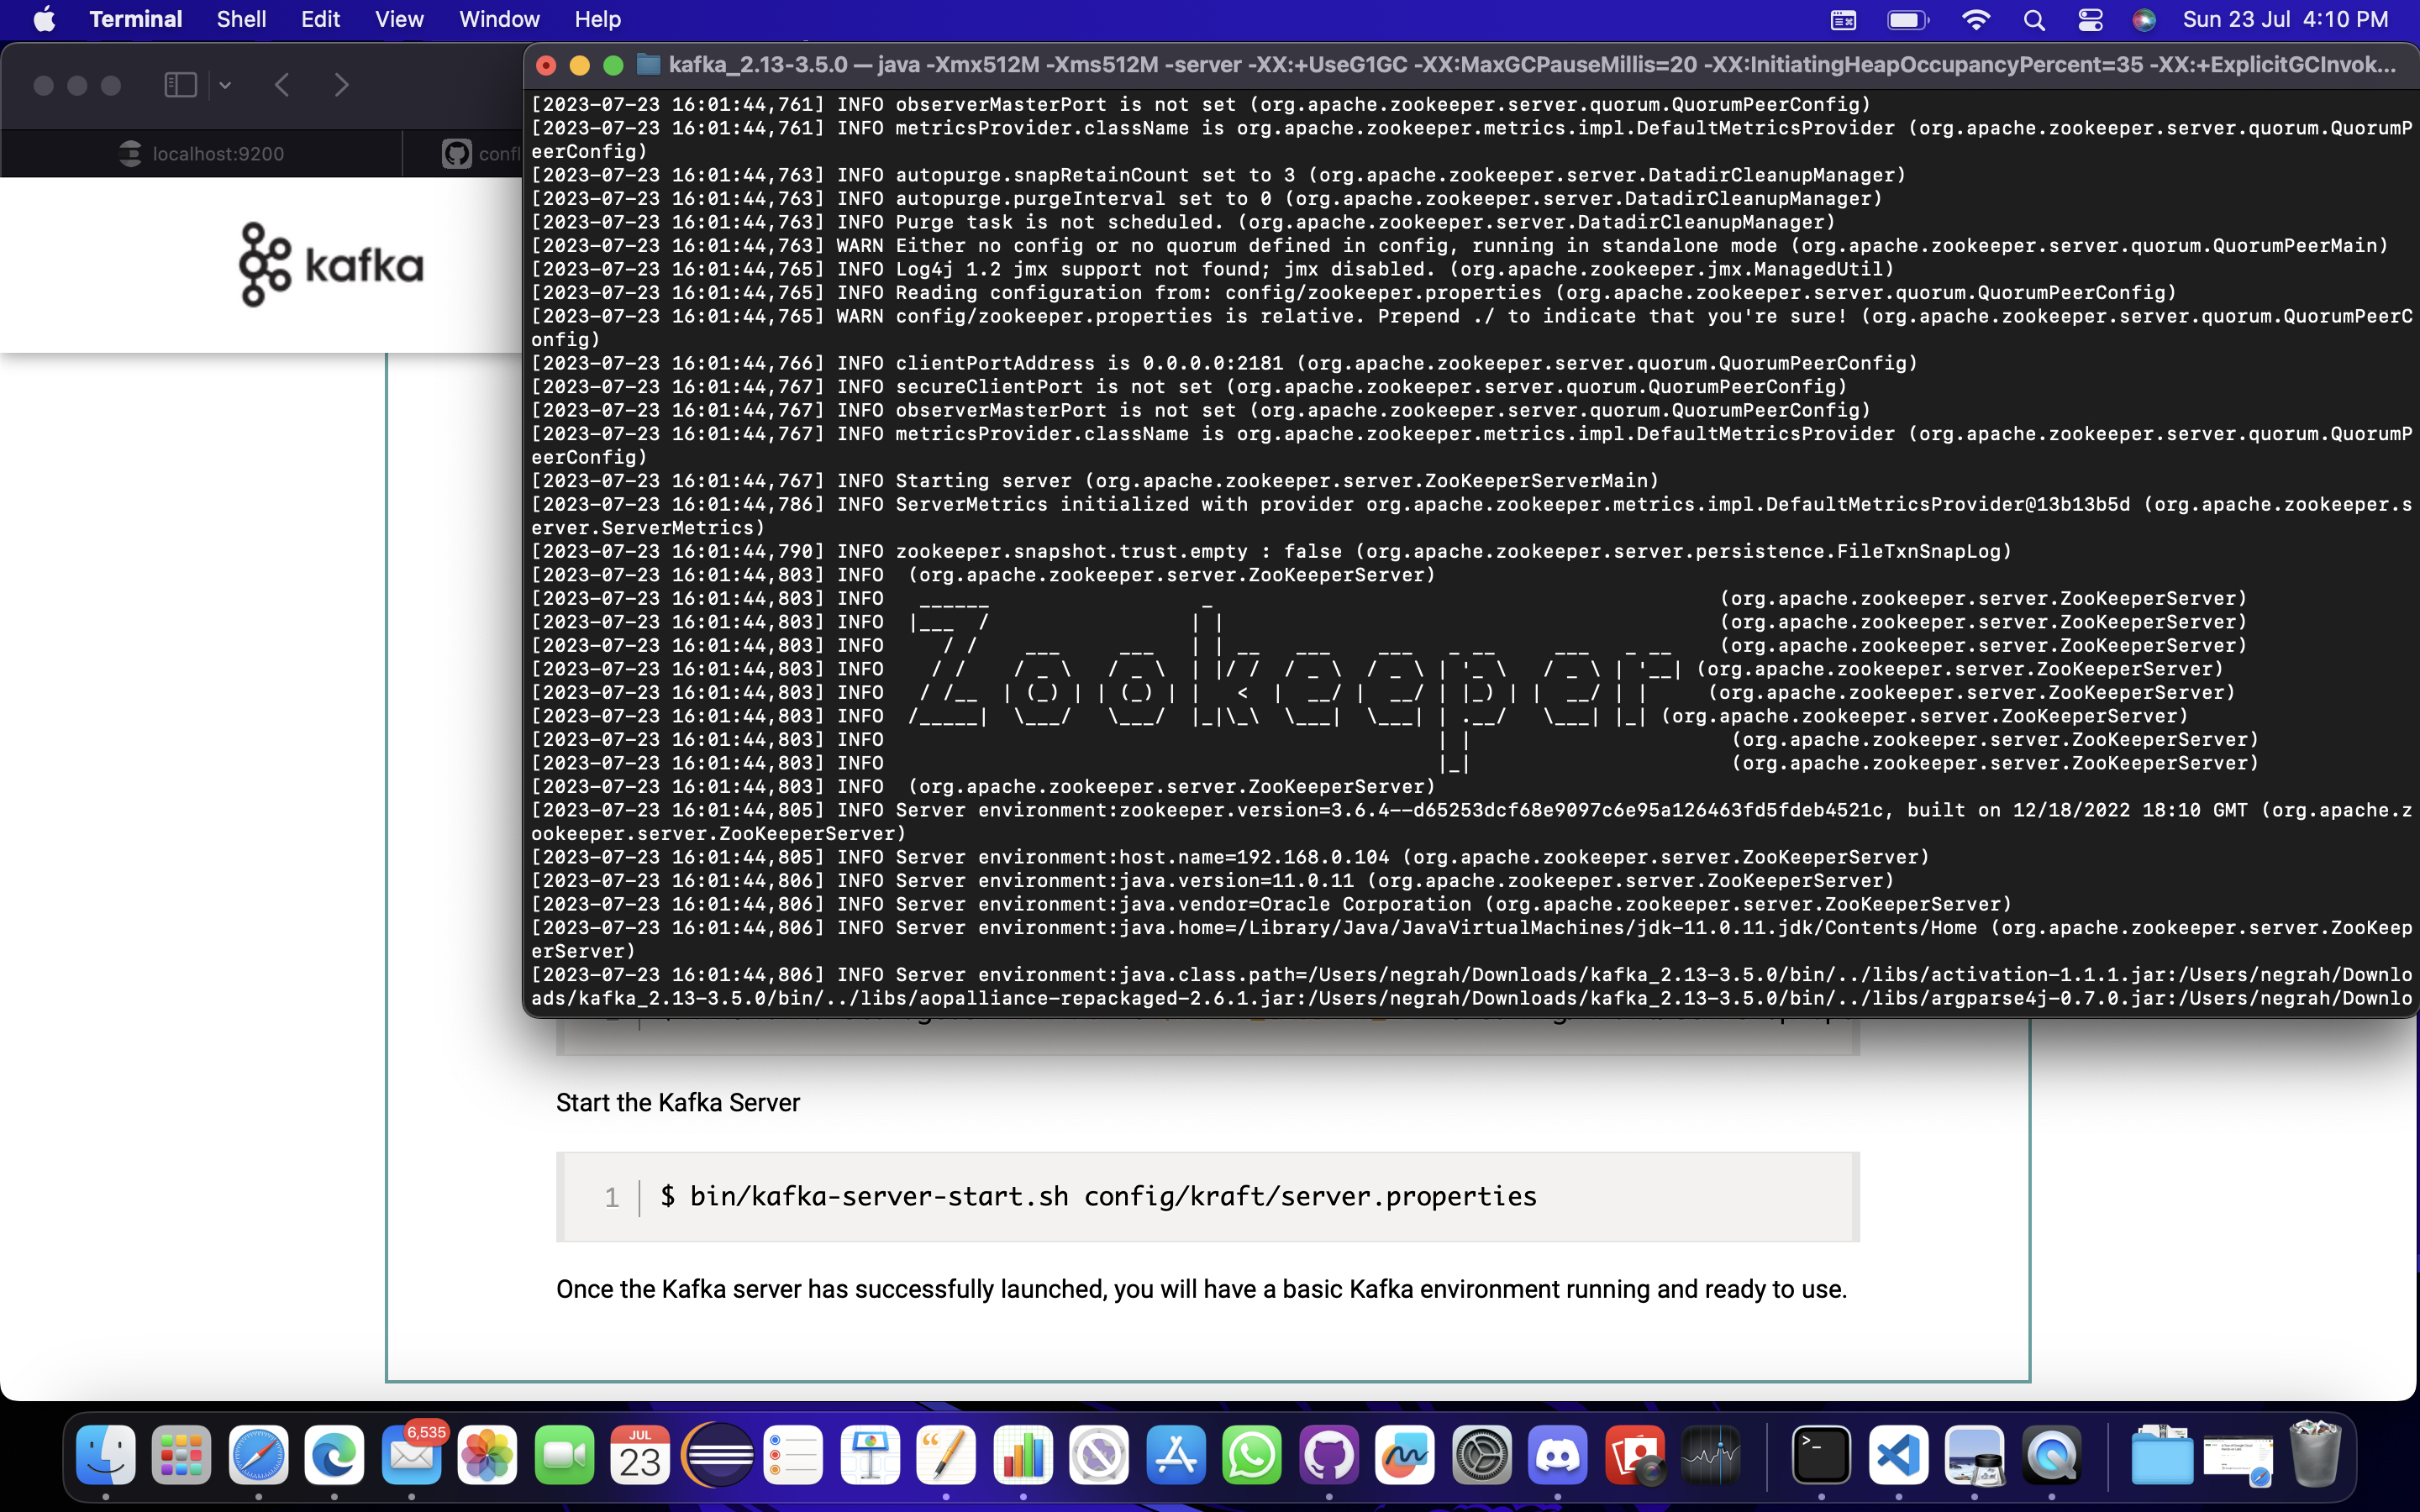 Terminal Shell Edit View Window Help Sun 23 Jul 4:10 PM
kafka_2.13-3.5.0 — java -Xmx512M -Xms512M -server -XX:+UseG1GC -XX:MaxGCPauseMillis=20 -XX:InitiatingHeapOccupancyPercent=35 -XX:+ExplicitGCInvok...
localhost:9200
confl
kafka
[2023-07-23 16:01:44,761] INFO observerMasterPort is not set (org.apache.zookeeper.server.quorum.QuorumPeerConfig)
[2023-07-23 16:01:44,761] INFO metricsProvider.className is org.apache.zookeeper.metrics.impl.DefaultMetricsProvider (org.apache.zookeeper.server.quorum.QuorumP
eerConfig)
[2023-07-23 16:01:44,763] INFO autopurge.snapRetainCount set to 3 (org.apache.zookeeper.server.DatadirCleanupManager)
[2023-07-23 16:01:44,763] INFO autopurge.purgeInterval set to 0 (org.apache.zookeeper.server.DatadirCleanupManager)
[2023-07-23 16:01:44,763] INFO Purge task is not scheduled. (org.apache.zookeeper.server.DatadirCleanupManager)
[2023-07-23 16:01:44,763] WARN Either no config or no quorum defined in config, running in standalone mode (org.apache.zookeeper.server.quorum.QuorumPeerMain)
[2023-07-23 16:01:44,765] INFO Log4j 1.2 jmx support not found; jmx disabled. (org.apache.zookeeper.jmx.ManagedUtil)
[2023-07-23 16:01:44,765] INFO Reading configuration from: config/zookeeper.properties (org.apache.zookeeper.server.quorum.QuorumPeerConfig)
[2023-07-23 16:01:44,765] WARN config/zookeeper.properties is relative. Prepend ./ to indicate that you're sure! (org.apache.zookeeper.server.quorum.QuorumPeerC
onfig)
[2023-07-23 16:01:44,766] INFO clientPortAddress is 0.0.0.0:2181 (org.apache.zookeeper.server.quorum.QuorumPeerConfig)
[2023-07-23 16:01:44,767] INFO secureClientPort is not set (org.apache.zookeeper.server.quorum.QuorumPeerConfig)
[2023-07-23 16:01:44,767] INFO observerMasterPort is not set (org.apache.zookeeper.server.quorum.QuorumPeerConfig)
[2023-07-23 16:01:44,767] INFO metricsProvider.className is org.apache.zookeeper.metrics.impl.DefaultMetricsProvider (org.apache.zookeeper.server.quorum.QuorumP
eerConfig)
[2023-07-23 16:01:44,767] INFO Starting server (org.apache.zookeeper.server.ZooKeeperServerMain)
[2023-07-23 16:01:44,786] INFO ServerMetrics initialized with provider org.apache.zookeeper.metrics.impl.DefaultMetricsProvider@13b13b5d (org.apache.zookeeper.s
erver.ServerMetrics)
[2023-07-23 16:01:44,790] INFO zookeeper.snapshot.trust.empty : false (org.apache.zookeeper.server.persistence.FileTxnSnapLog)
[2023-07-23 16:01:44,803] INFO  (org.apache.zookeeper.server.ZooKeeperServer)
[2023-07-23 16:01:44,803] INFO   ______                  _                                           (org.apache.zookeeper.server.ZooKeeperServer)
[2023-07-23 16:01:44,803] INFO  |___  /                 | |                                          (org.apache.zookeeper.server.ZooKeeperServer)
[2023-07-23 16:01:44,803] INFO     / /    ___     ___   | | __   ___    ___   _ __     ___   _ __    (org.apache.zookeeper.server.ZooKeeperServer)
[2023-07-23 16:01:44,803] INFO    / /    / _ \   / _ \  | |/ /  / _ \  / _ \ | '_ \   / _ \ | '__| (org.apache.zookeeper.server.ZooKeeperServer)
[2023-07-23 16:01:44,803] INFO   / /__  | (_) | | (_) | |   <  |  __/ |  __/ | |_) | |  __/ | |     (org.apache.zookeeper.server.ZooKeeperServer)
[2023-07-23 16:01:44,803] INFO  /_____|  \___/   \___/  |_|\_\  \___|  \___| | .__/   \___| |_| (org.apache.zookeeper.server.ZooKeeperServer)
[2023-07-23 16:01:44,803] INFO                                               | |                      (org.apache.zookeeper.server.ZooKeeperServer)
[2023-07-23 16:01:44,803] INFO                                               |_|                      (org.apache.zookeeper.server.ZooKeeperServer)
[2023-07-23 16:01:44,803] INFO  (org.apache.zookeeper.server.ZooKeeperServer)
[2023-07-23 16:01:44,805] INFO Server environment:zookeeper.version=3.6.4--d65253dcf68e9097c6e95a126463fd5fdeb4521c, built on 12/18/2022 18:10 GMT (org.apache.z
ookeeper.server.ZooKeeperServer)
[2023-07-23 16:01:44,805] INFO Server environment:host.name=192.168.0.104 (org.apache.zookeeper.server.ZooKeeperServer)
[2023-07-23 16:01:44,806] INFO Server environment:java.version=11.0.11 (org.apache.zookeeper.server.ZooKeeperServer)
[2023-07-23 16:01:44,806] INFO Server environment:java.vendor=Oracle Corporation (org.apache.zookeeper.server.ZooKeeperServer)
[2023-07-23 16:01:44,806] INFO Server environment:java.home=/Library/Java/JavaVirtualMachines/jdk-11.0.11.jdk/Contents/Home (org.apache.zookeeper.server.ZooKeep
erServer)
[2023-07-23 16:01:44,806] INFO Server environment:java.class.path=/Users/negrah/Downloads/kafka_2.13-3.5.0/bin/../libs/activation-1.1.1.jar:/Users/negrah/Downlo
ads/kafka_2.13-3.5.0/bin/../libs/aopalliance-repackaged-2.6.1.jar:/Users/negrah/Downloads/kafka_2.13-3.5.0/bin/../libs/argparse4j-0.7.0.jar:/Users/negrah/Downlo
Start the Kafka Server
1 $ bin/kafka-server-start.sh config/kraft/server.properties
Once the Kafka server has successfully launched, you will have a basic Kafka environment running and ready to use.
6,535
JUL
23